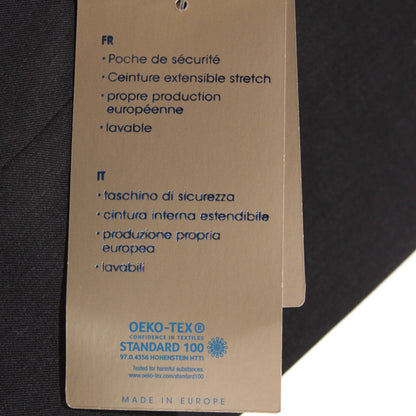 FR
• Poche de sécurité
• Ceinture extensible stretch
• propre production
européenne
• lavable
IT
• taschino di sicurezza
• cintura interna estendibile
• produzione propria
europea
• lavabili
OEKO-TEX®
CONFIDENCE IN TEXTILES
STANDARD 100
97.0.4356 HOHENSTEIN HTTI
Tested for harmful substances.
www.oeko-tex.com/standard100
MADE IN EUROPE